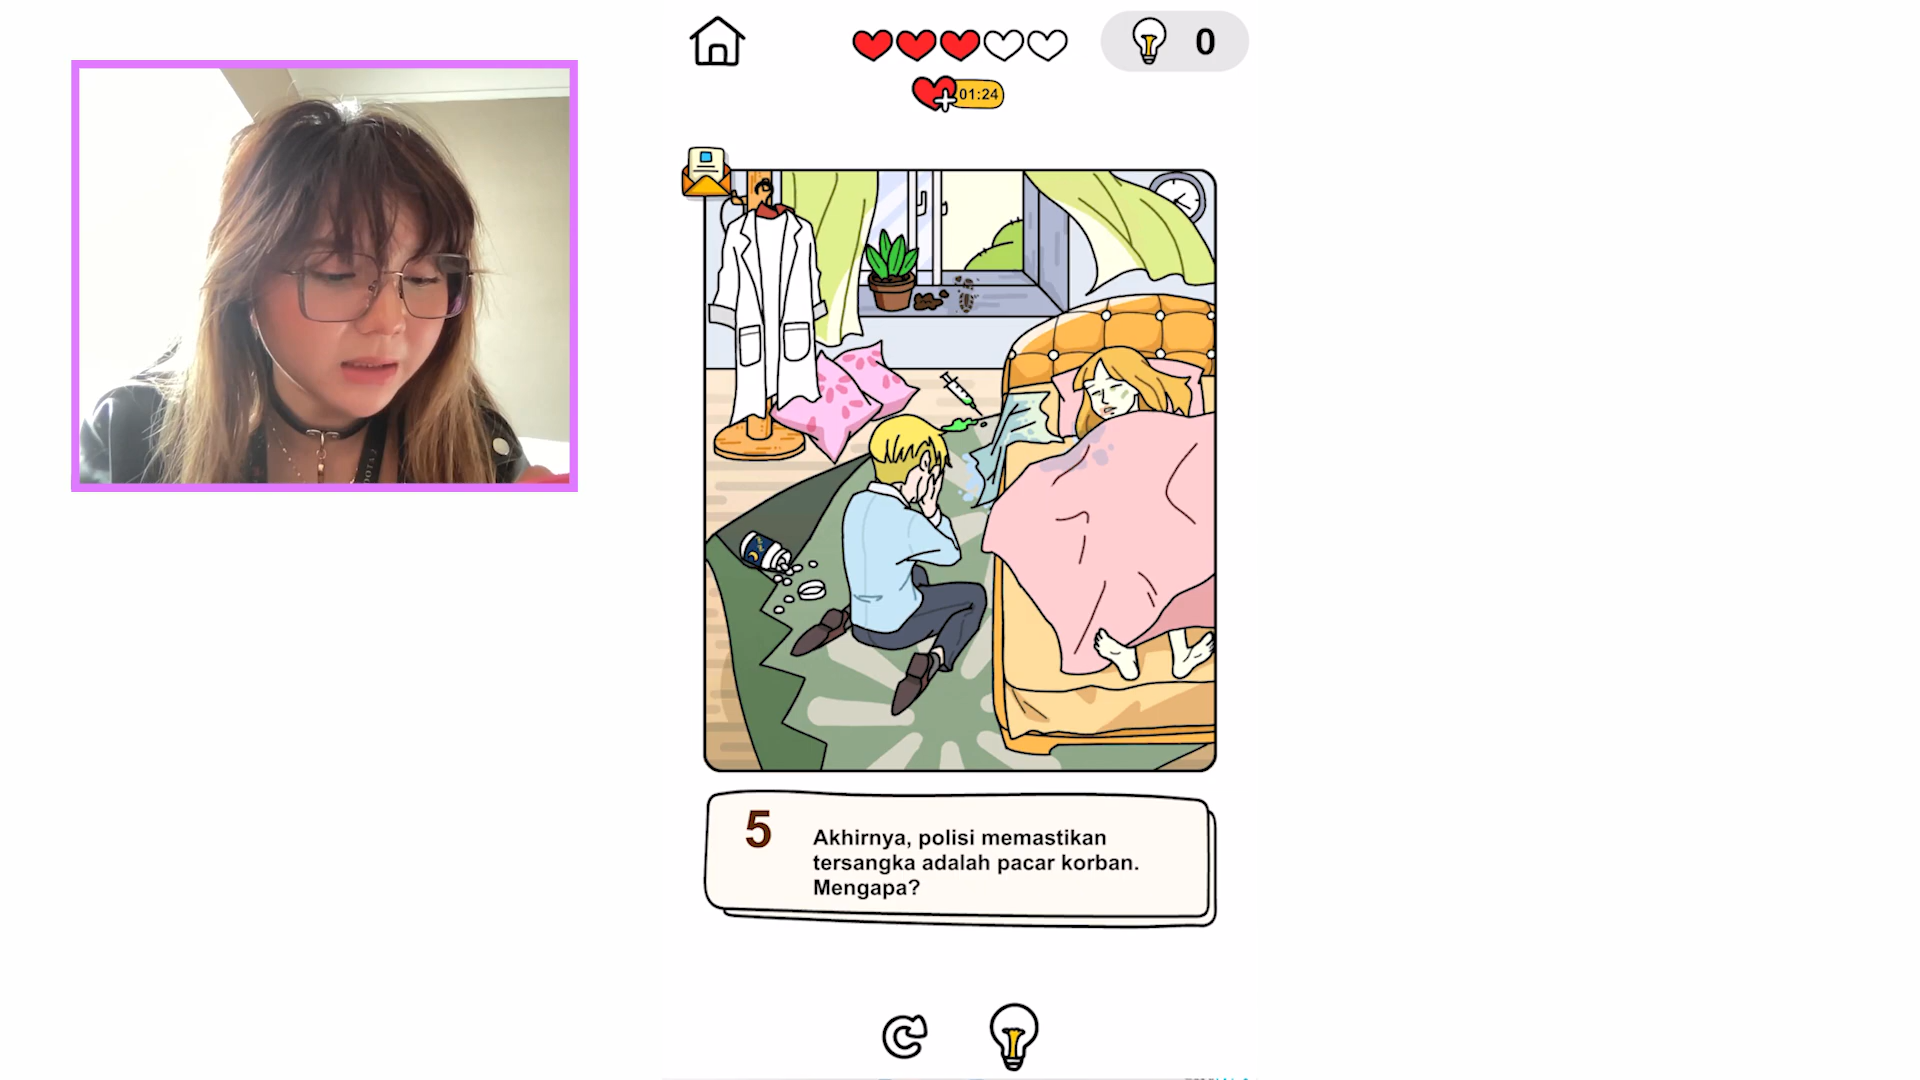 0
01:24
5
Akhirnya, polisi memastikan
tersangka adalah pacar korban.
Mengapa?